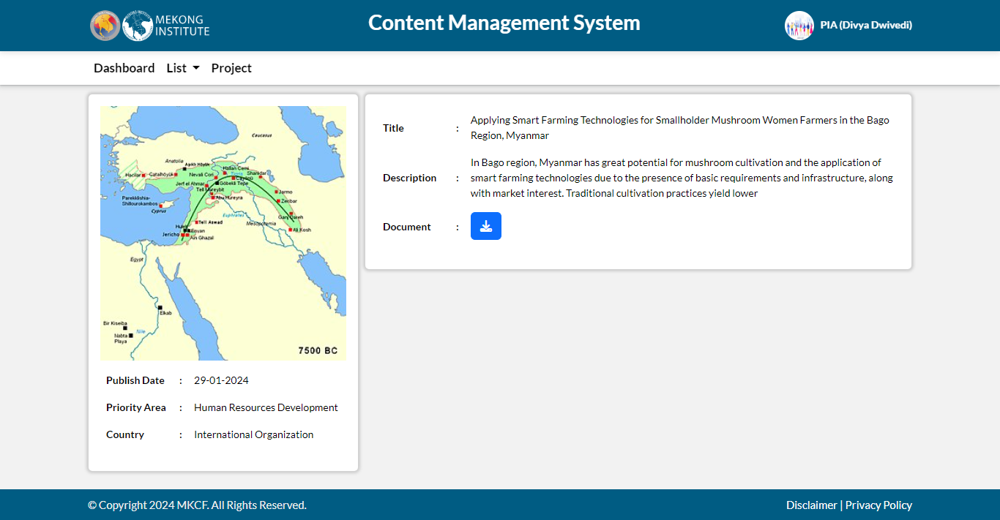 MEKONG
INSTITUTE
Content Management System
PIA (Divya Dwivedi)
Dashboard
List
Project
Caucasus
Anatolia
Aşıklı Höyük
Hallan Cemi
Hacilar
Catalhöyük
Nevali Cori
Tigris
Shanidar
Cayönü
Jerf el Ahmar
Göbekli Tepe
Tell Mureybit
Jarmo
Parekklishia-
Shillourokambos
Abu Hureyra
Zeribar
Cyprus
Euphrates
Ganj Dareh
Tell Aswad
Mesopotamia
Jericho
Ain Ghazal
Ali Kosh
Egypt
Elkab
Bir Kiseiba
Nile
Nabta
Playa
7500 BC
Publish Date : 29-01-2024
Priority Area : Human Resources Development
Country : International Organization
Title : Applying Smart Farming Technologies for Smallholder Mushroom Women Farmers in the Bago
Region, Myanmar
In Bago region, Myanmar has great potential for mushroom cultivation and the application of
Description : smart farming technologies due to the presence of basic requirements and infrastructure, along
with market interest. Traditional cultivation practices yield lower
Document :
© Copyright 2024 MKCF. All Rights Reserved.
Disclaimer | Privacy Policy